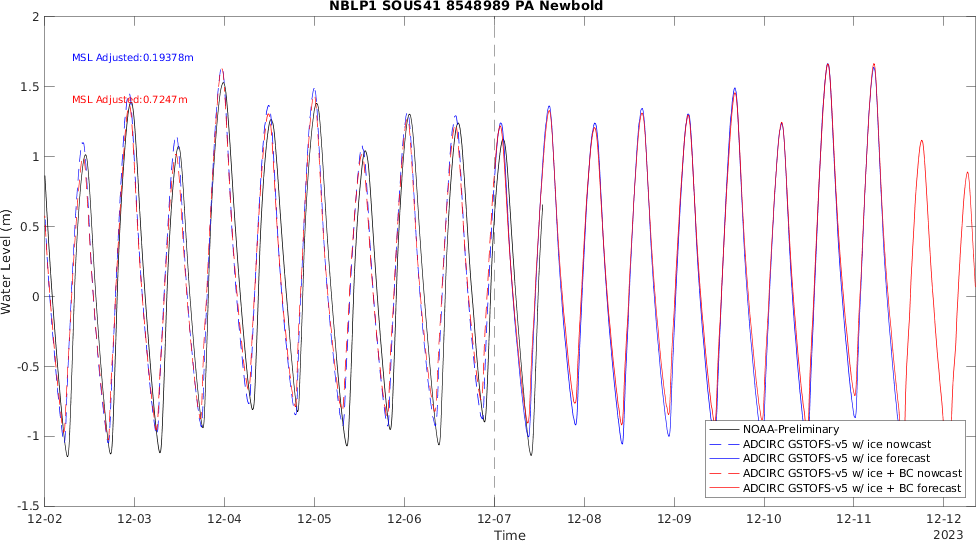 NBLP1 SOUS41 8548989 PA Newbold
2
MSL Adjusted:0.19378m
1.5
MSL Adjusted:0.7247m
1
0.5
Water Level (m)
0
-0.5
-1
-1.5
NOAA-Preliminary
ADCIRC GSTOFS-v5 w/ ice nowcast
ADCIRC GSTOFS-v5 w/ ice forecast
ADCIRC GSTOFS-v5 w/ ice + BC nowcast
ADCIRC GSTOFS-v5 w/ ice + BC forecast
12-02 12-03 12-04 12-05 12-06 12-07 12-08 12-09 12-10 12-11 12-12
Time
2023